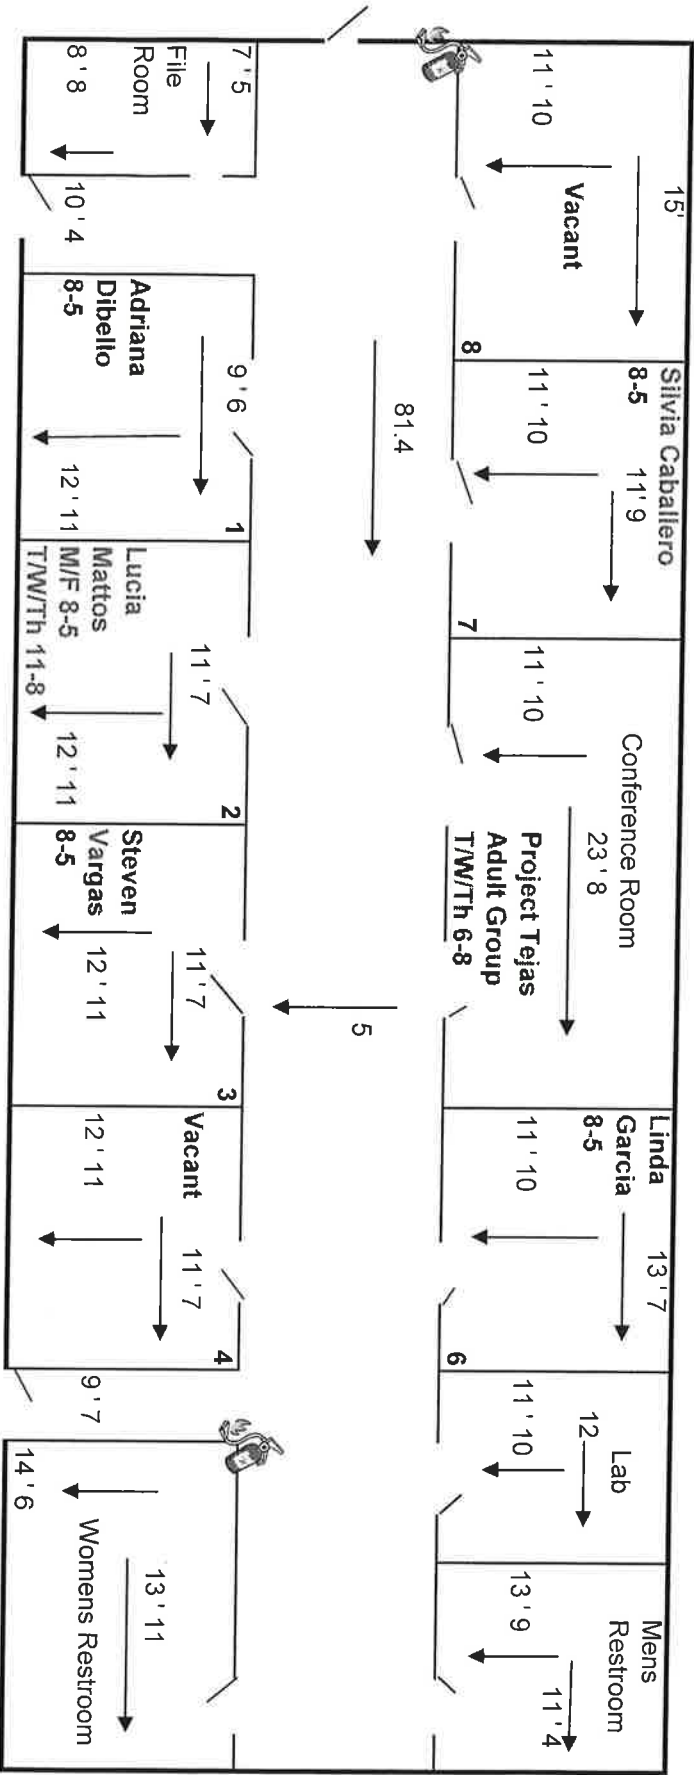 15'
11 ' 10
Vacant
8
Silvia Caballero
8-5
11' 9
11 ' 10
7
Conference Room
23 ' 8
11 ' 10
Project Tejas
Adult Group
T/W/Th 6-8
Linda
Garcia
8-5
13 ' 7
11 ' 10
6
Lab
12
11 ' 10
Mens
Restroom
11 ' 4
13 ' 9
81.4
5
7 ' 5
File
Room
8 ' 8
10 ' 4
Adriana
Dibello
8-5
9 ' 6
12 ' 11
1
Lucia
Mattos
M/F 8-5
T/W/Th 11-8
11 ' 7
12 ' 11
2
Steven
Vargas
8-5
11 ' 7
12 ' 11
3
Vacant
11 ' 7
12 ' 11
4
9 ' 7
13 ' 11
Womens Restroom
14 ' 6